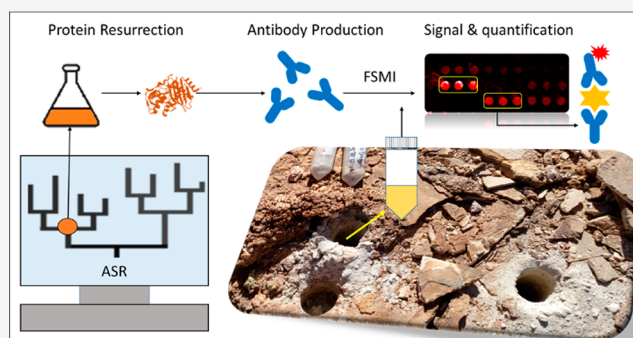 Protein Resurrection
Antibody Production
Signal & quantification
FSMI
ASR